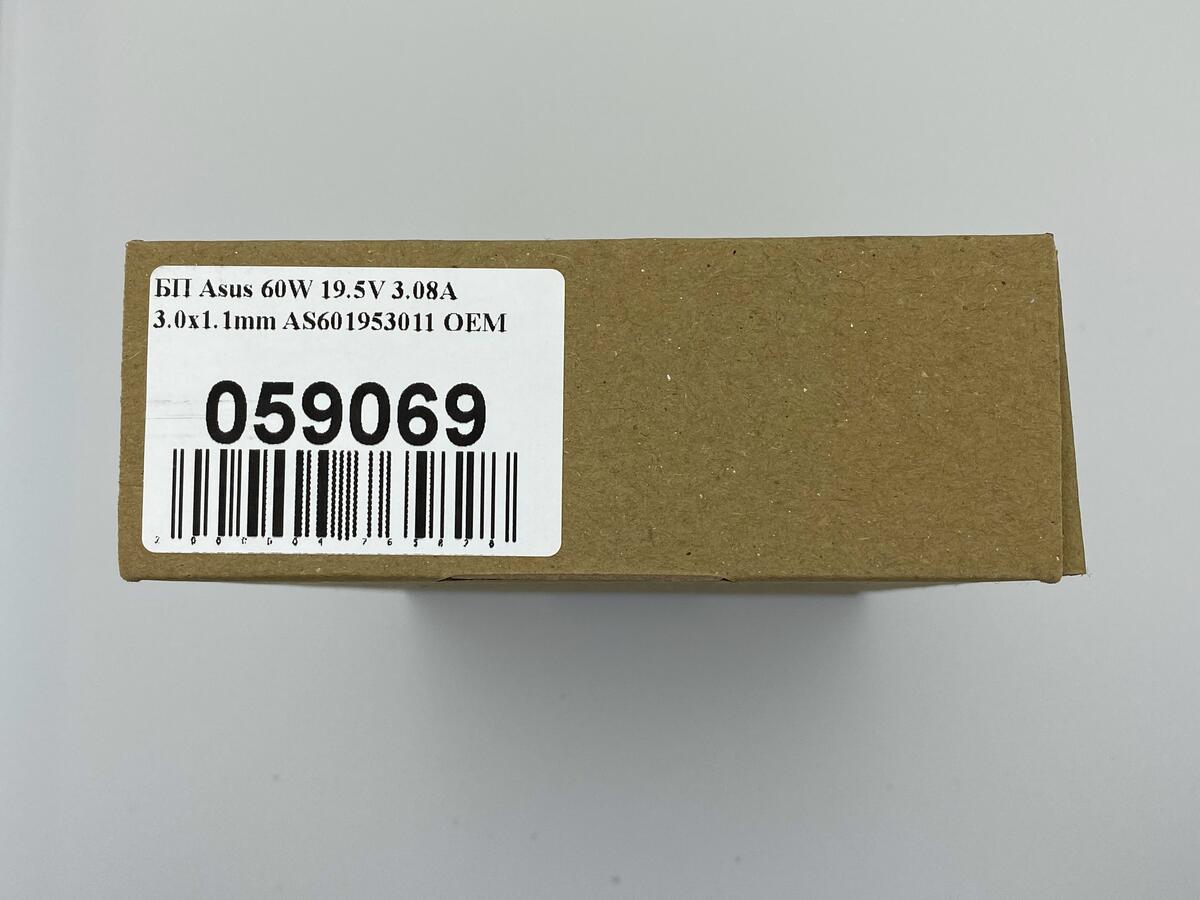 БП Asus 60W 19.5V 3.08A
3.0x1.1mm AS601953011 OEM
059069